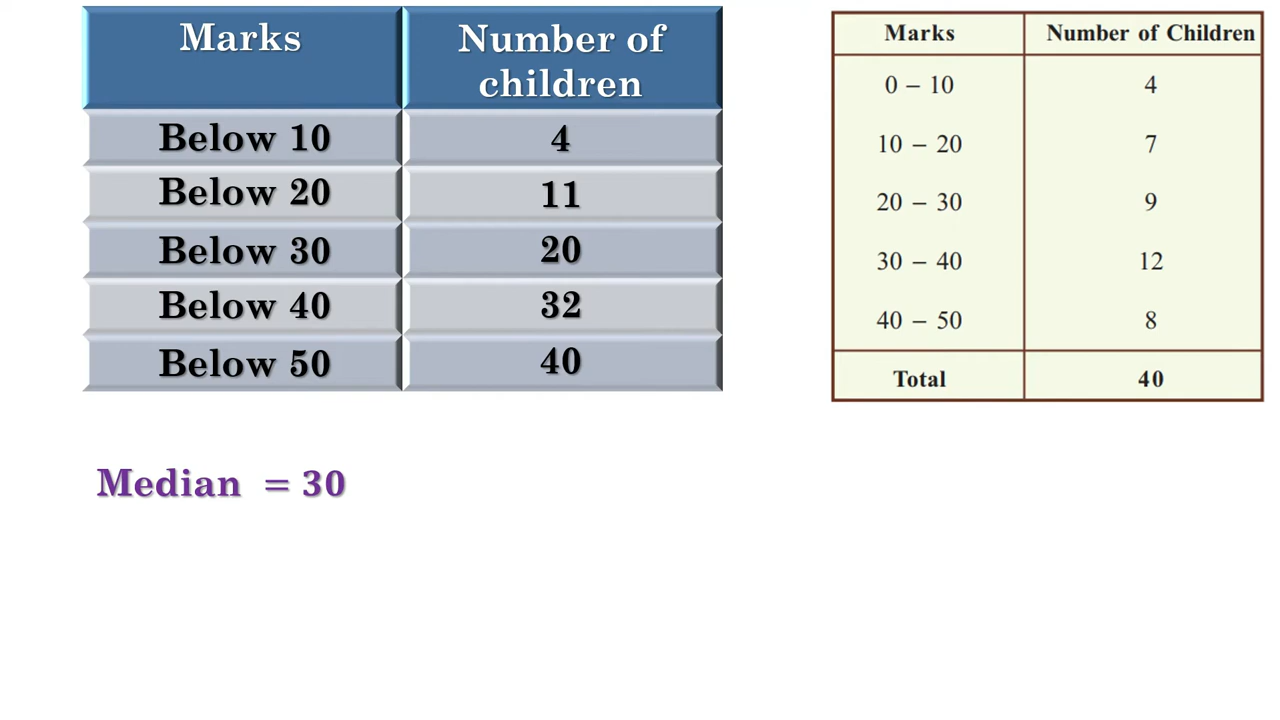 Marks Number of
children
Below 10 4
Below 20 11
Below 30 20
Below 40 32
Below 50 40
Median = 30
Marks Number of Children
0 – 10 4
10 – 20 7
20 – 30 9
30 – 40 12
40 – 50 8
Total 40